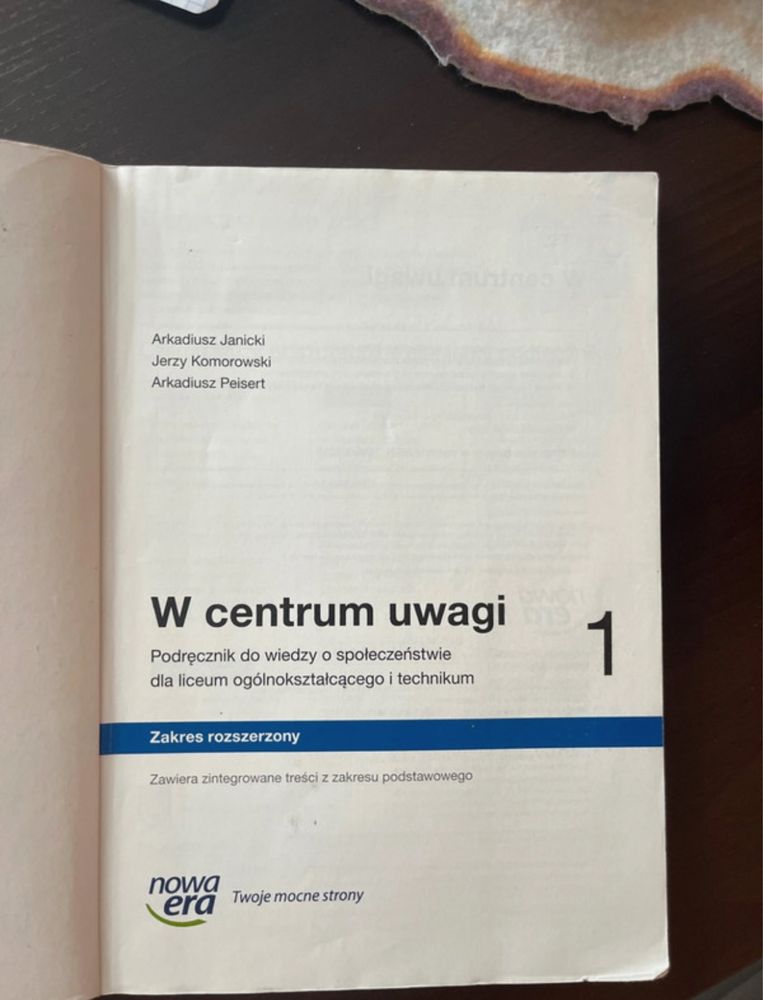 Arkadiusz Janicki
Jerzy Komorowski
Arkadiusz Peisert
W centrum uwagi
1
Podręcznik do wiedzy o społeczeństwie
dla liceum ogólnokształcącego i technikum
Zakres rozszerzony
Zawiera zintegrowane treści z zakresu podstawowego
nowa
era
Twoje mocne strony